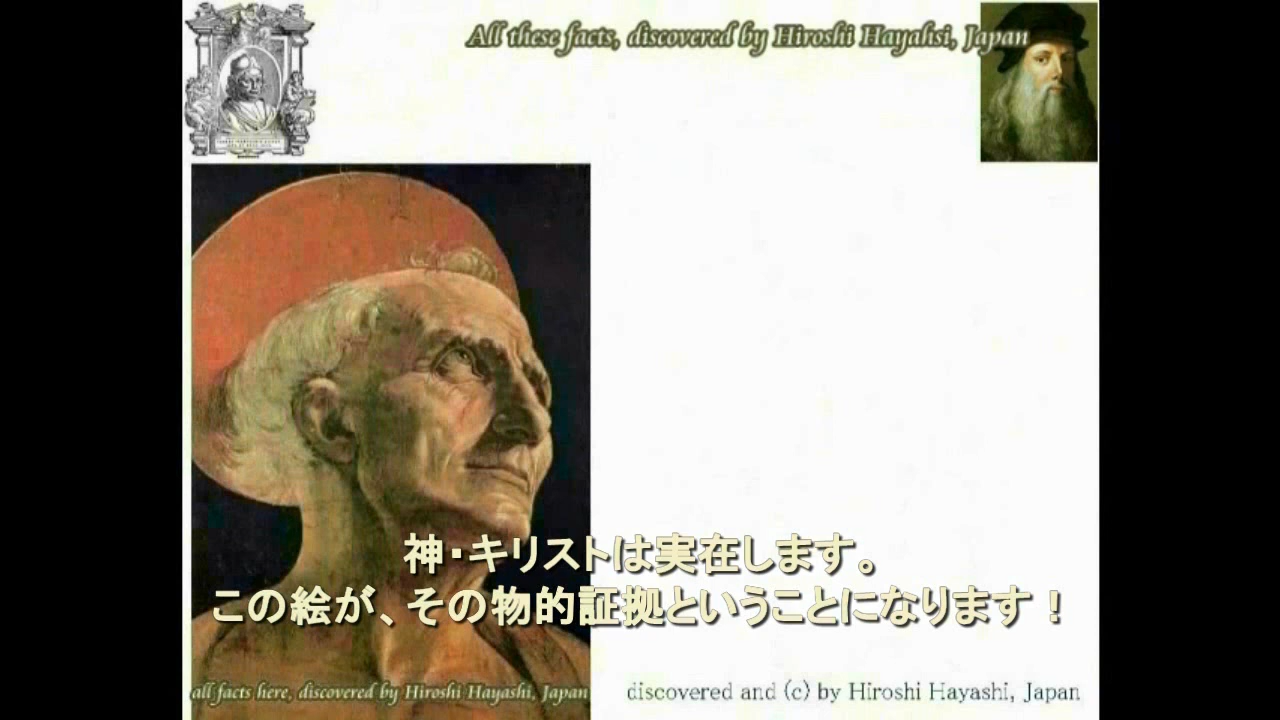 All these facts, discovered by Hiroshii Hayahsi, Japan
神・キリストは実在します。
この絵が、その物的証拠ということになります！
all facts here, discovered by Hiroshi Hayashi, Japan
discovered and (c) by Hiroshi Hayashi, Japan